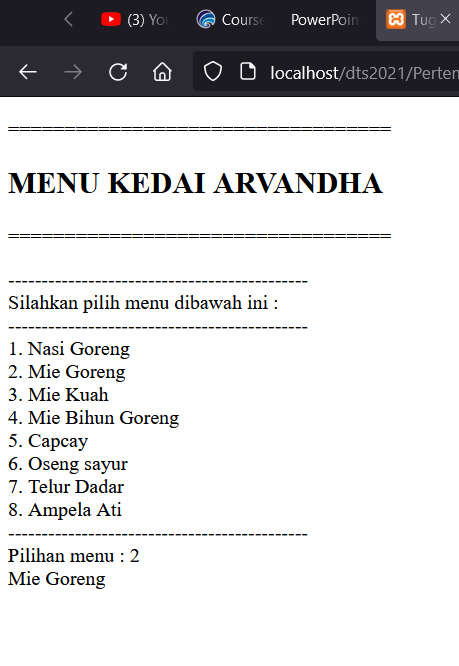 (3) Yo
Course
PowerPoin
Tug
localhost/dts2021/Perten
==================================
MENU KEDAI ARVANDHA
==================================
---------------------------------------------
Silahkan pilih menu dibawah ini :
---------------------------------------------
1. Nasi Goreng
2. Mie Goreng
3. Mie Kuah
4. Mie Bihun Goreng
5. Capcay
6. Oseng sayur
7. Telur Dadar
8. Ampela Ati
---------------------------------------------
Pilihan menu : 2
Mie Goreng